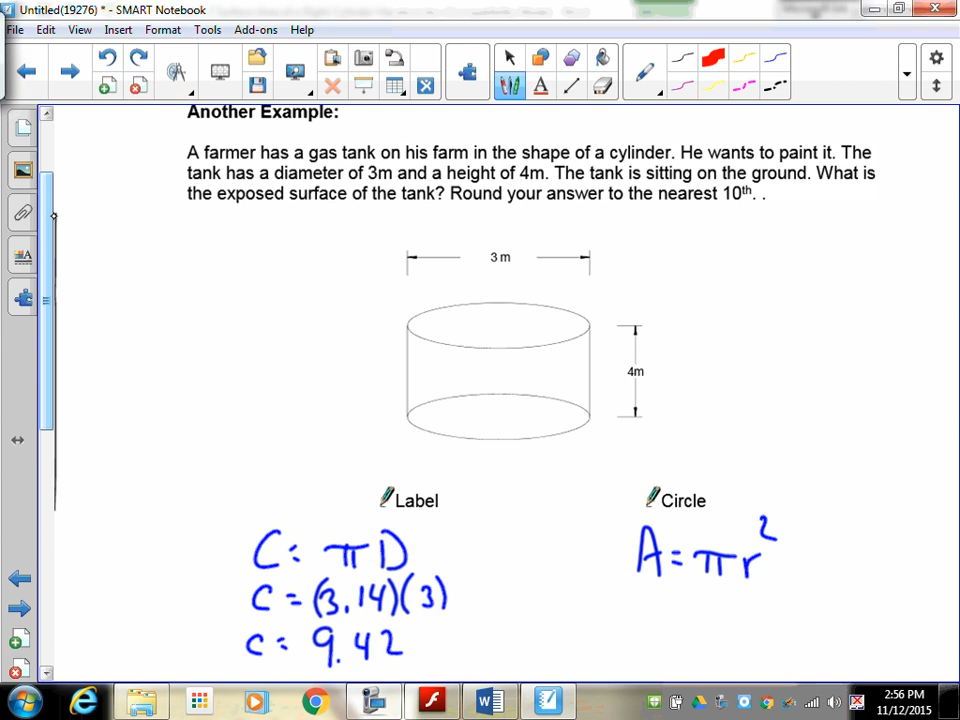 Untitled(19276) * - SMART Notebook
File Edit View Insert Format Tools Add-ons Help
Another Example:
A farmer has a gas tank on his farm in the shape of a cylinder. He wants to paint it. The
tank has a diameter of 3m and a height of 4m. The tank is sitting on the ground. What is
the exposed surface of the tank? Round your answer to the nearest 10th. .
3 m
4m
Label
Circle
C = πD
A = πr²
C = (3.14)(3)
C = 9.42
2:56 PM
11/12/2015